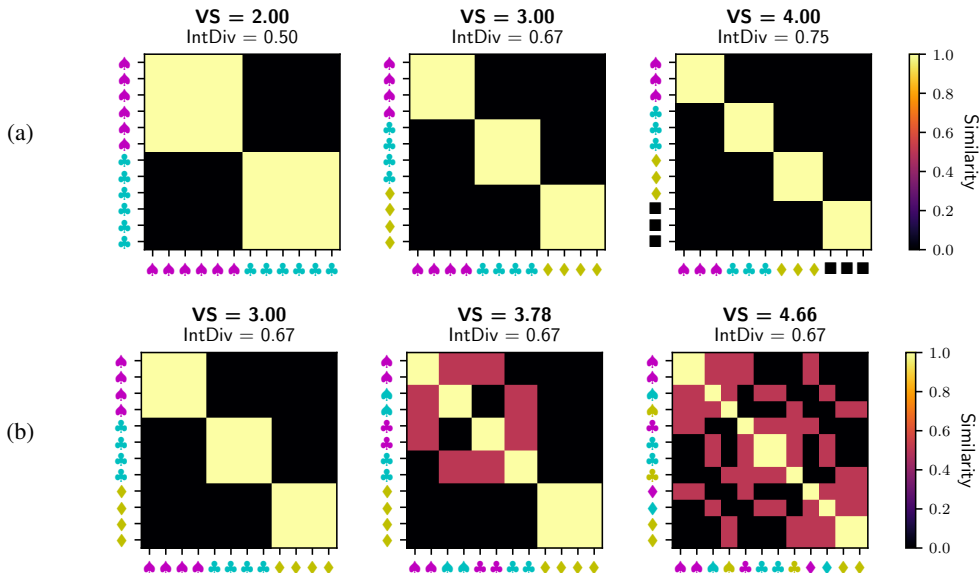 VS = 2.00
IntDiv = 0.50
VS = 3.00
IntDiv = 0.67
VS = 4.00
IntDiv = 0.75
(a)
1.0
0.8
0.6
0.4
0.2
0.0
Similarity
VS = 3.00
IntDiv = 0.67
VS = 3.78
IntDiv = 0.67
VS = 4.66
IntDiv = 0.67
(b)
1.0
0.8
0.6
0.4
0.2
0.0
Similarity